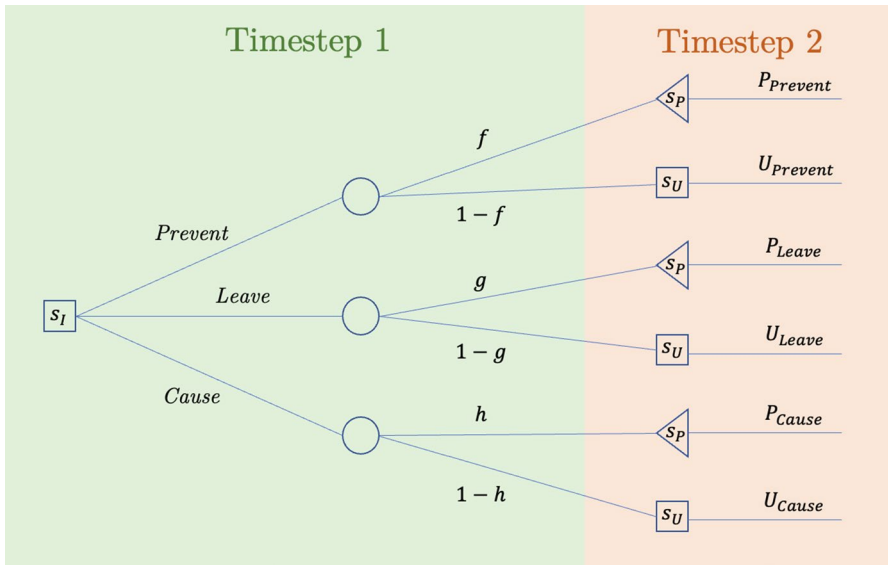 Timestep 1
Timestep 2
s_P
P_Prevent
f
s_U
U_Prevent
1 − f
Prevent
s_P
P_Leave
g
Leave
s_I
s_U
U_Leave
1 − g
Cause
h
s_P
P_Cause
1 − h
s_U
U_Cause